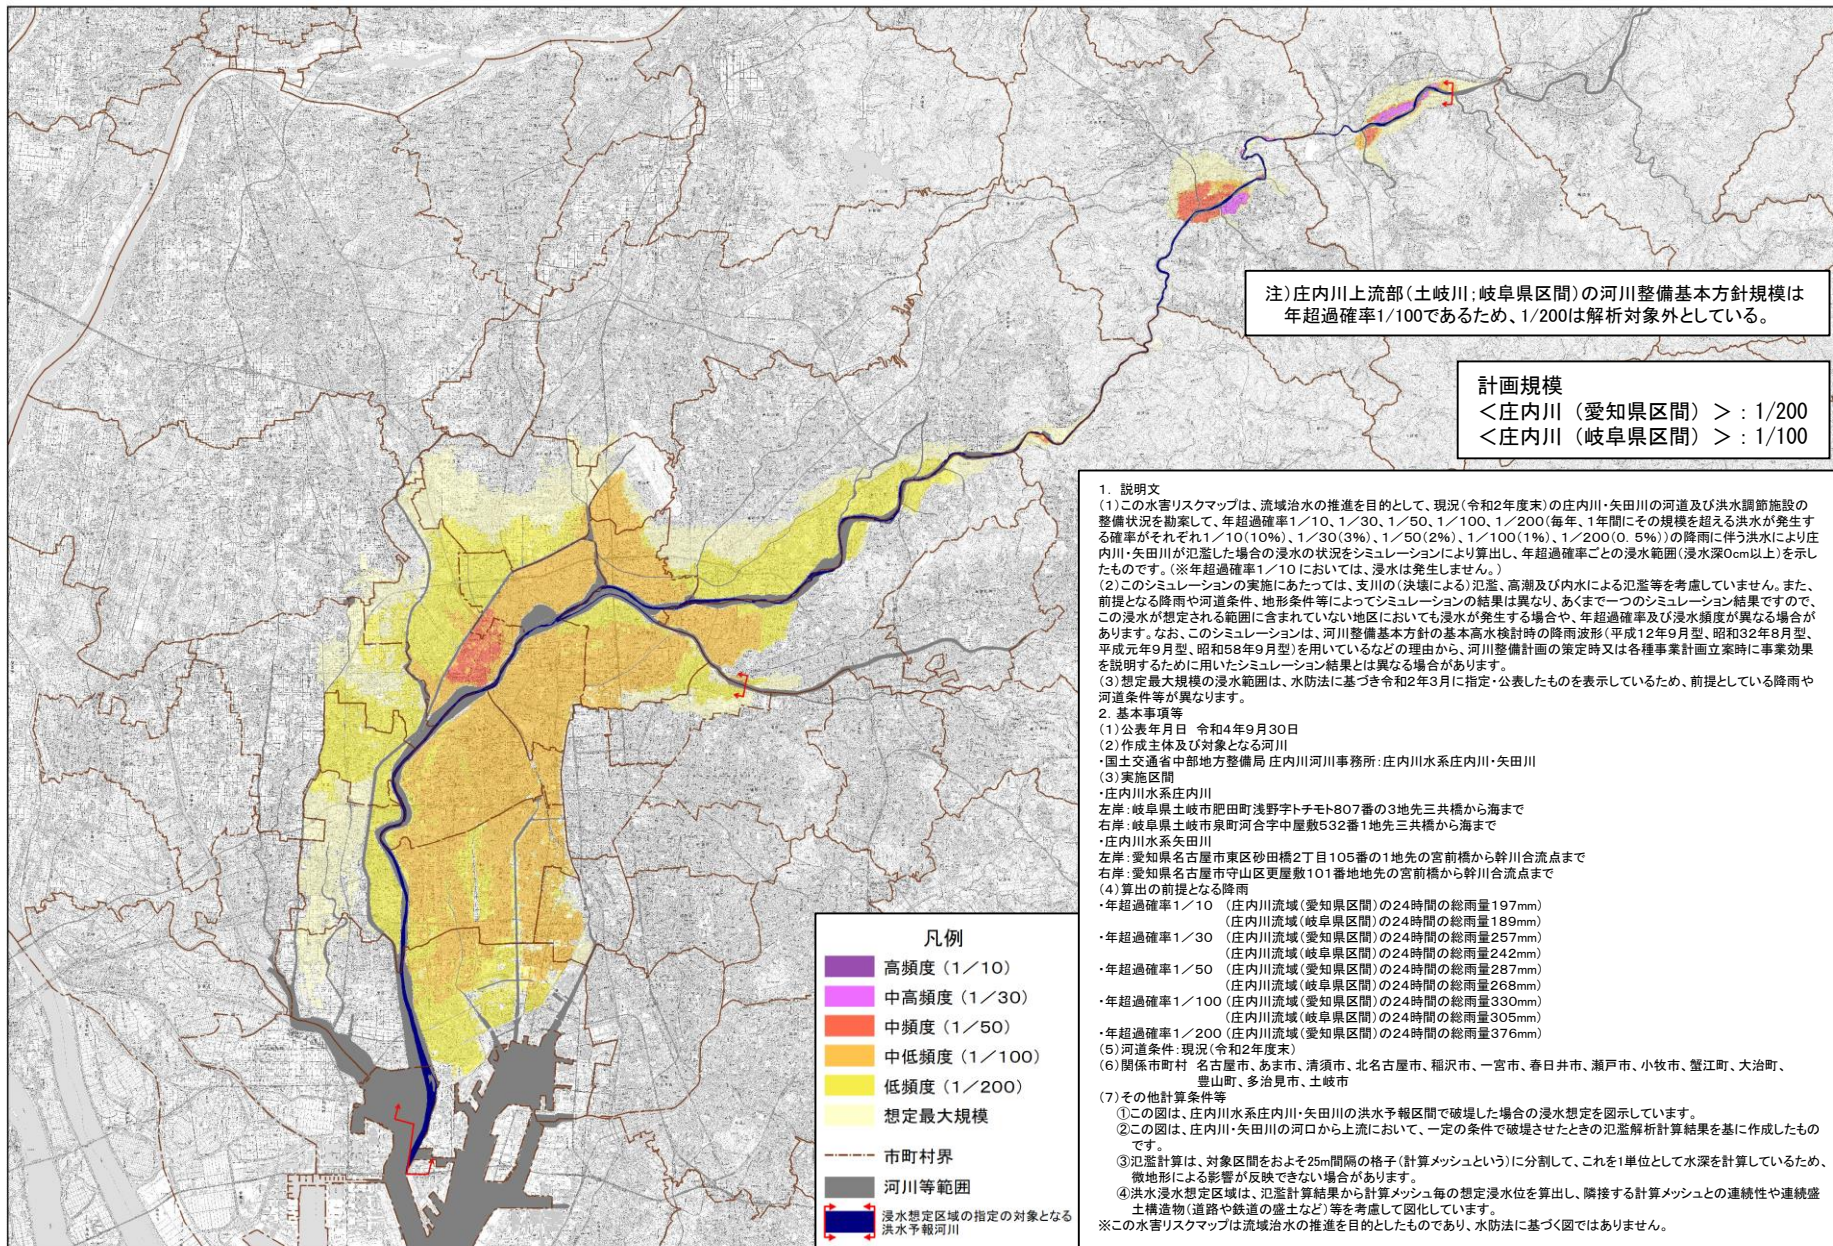 注)庄内川上流部(土岐川;岐阜県区間)の河川整備基本方針規模は
年超過確率1/100であるため、1/200は解析対象外としている。
計画規模
<庄内川 (愛知県区間) > : 1/200
<庄内川 (岐阜県区間) > : 1/100
1. 説明文
(1)この水害リスクマップは、流域治水の推進を目的として、現況(令和2年度末)の庄内川・矢田川の河道及び洪水調節施設の
整備状況を勘案して、年超過確率1/10、1/30、1/50、1/100、1/200(毎年、1年間にその規模を超える洪水が発生す
る確率がそれぞれ1/10(10%)、1/30(3%)、1/50(2%)、1/100(1%)、1/200(0.5%))の降雨に伴う洪水により庄
内川・矢田川が氾濫した場合の浸水の状況をシミュレーションにより算出し、年超過確率ごとの浸水範囲(浸水深0cm以上)を示し
たものです。(※年超過確率1/10においては、浸水は発生しません。)
(2)このシミュレーションの実施にあたっては、支川の(決壊による)氾濫、高潮及び内水による氾濫等を考慮していません。また、
前提となる降雨や河道条件、地形条件等によってシミュレーションの結果は異なり、あくまで一つのシミュレーション結果ですので、
この浸水が想定される範囲に含まれていない地区においても浸水が発生する場合や、年超過確率及び浸水頻度が異なる場合が
あります。なお、このシミュレーションは、河川整備基本方針の基本高水検討時の降雨波形(平成12年9月型、昭和32年8月型、
平成元年9月型、昭和58年9月型)を用いているなどの理由から、河川整備計画の策定時又は各種事業計画立案時に事業効果
を説明するために用いたシミュレーション結果とは異なる場合があります。
(3)想定最大規模の浸水範囲は、水防法に基づき令和2年3月に指定・公表したものを表示しているため、前提としている降雨や
河道条件等が異なります。
2. 基本事項等
(1)公表年月日 令和4年9月30日
(2)作成主体及び対象となる河川
・国土交通省中部地方整備局 庄内川河川事務所:庄内川水系庄内川・矢田川
(3)実施区間
・庄内川水系庄内川
左岸:岐阜県土岐市肥田町浅野字トチモト807番の3地先三共橋から海まで
右岸:岐阜県土岐市泉町河合字中屋敷532番1地先三共橋から海まで
・庄内川水系矢田川
左岸:愛知県名古屋市東区砂田橋2丁目105番の1地先の宮前橋から幹川合流点まで
右岸:愛知県名古屋市守山区更屋敷101番地地先の宮前橋から幹川合流点まで
(4)算出の前提となる降雨
・年超過確率1/10 (庄内川流域(愛知県区間)の24時間の総雨量197mm)
(庄内川流域(岐阜県区間)の24時間の総雨量189mm)
・年超過確率1/30 (庄内川流域(愛知県区間)の24時間の総雨量257mm)
(庄内川流域(岐阜県区間)の24時間の総雨量242mm)
・年超過確率1/50 (庄内川流域(愛知県区間)の24時間の総雨量287mm)
(庄内川流域(岐阜県区間)の24時間の総雨量268mm)
・年超過確率1/100(庄内川流域(愛知県区間)の24時間の総雨量330mm)
(庄内川流域(岐阜県区間)の24時間の総雨量305mm)
・年超過確率1/200(庄内川流域(愛知県区間)の24時間の総雨量376mm)
(5)河道条件:現況(令和2年度末)
(6)関係市町村 名古屋市、あま市、清須市、北名古屋市、稲沢市、一宮市、春日井市、瀬戸市、小牧市、蟹江町、大治町、
豊山町、多治見市、土岐市
(7)その他計算条件等
①この図は、庄内川水系庄内川・矢田川の洪水予報区間で破堤した場合の浸水想定を図示しています。
②この図は、庄内川・矢田川の河口から上流において、一定の条件で破堤させたときの氾濫解析計算結果を基に作成したもの
です。
③氾濫計算は、対象区間をおよそ25m間隔の格子(計算メッシュという)に分割して、これを1単位として水深を計算しているため、
微地形による影響が反映できない場合があります。
④洪水浸水想定区域は、氾濫計算結果から計算メッシュ毎の想定浸水位を算出し、隣接する計算メッシュとの連続性や連続盛
土構造物(道路や鉄道の盛土など)等を考慮して図化しています。
※この水害リスクマップは流域治水の推進を目的としたものであり、水防法に基づく図ではありません。
凡例
高頻度(1/10)
中高頻度(1/30)
中頻度(1/50)
中低頻度(1/100)
低頻度(1/200)
想定最大規模
市町村界
河川等範囲
浸水想定区域の指定の対象となる
洪水予報河川